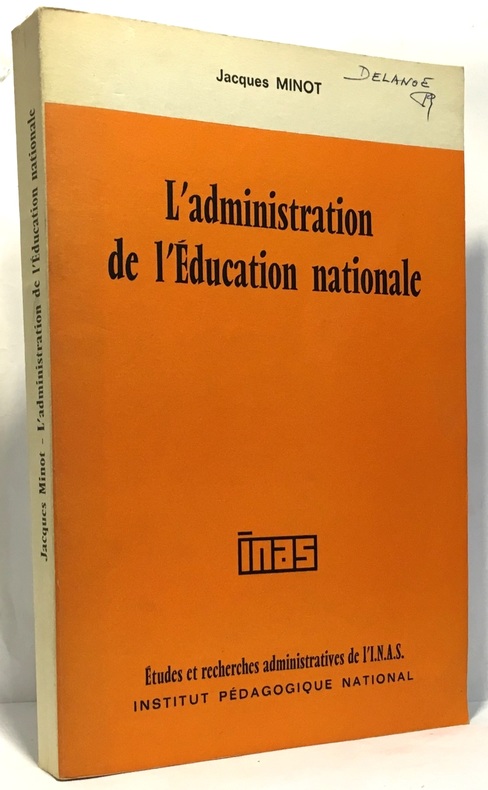 Jacques MINOT
DELANOE
L'administration
de l'Éducation nationale
inas
Études et recherches administratives de l'I.N.A.S.
INSTITUT PÉDAGOGIQUE NATIONAL
Jacques Minot - L'administration de l'Éducation nationale